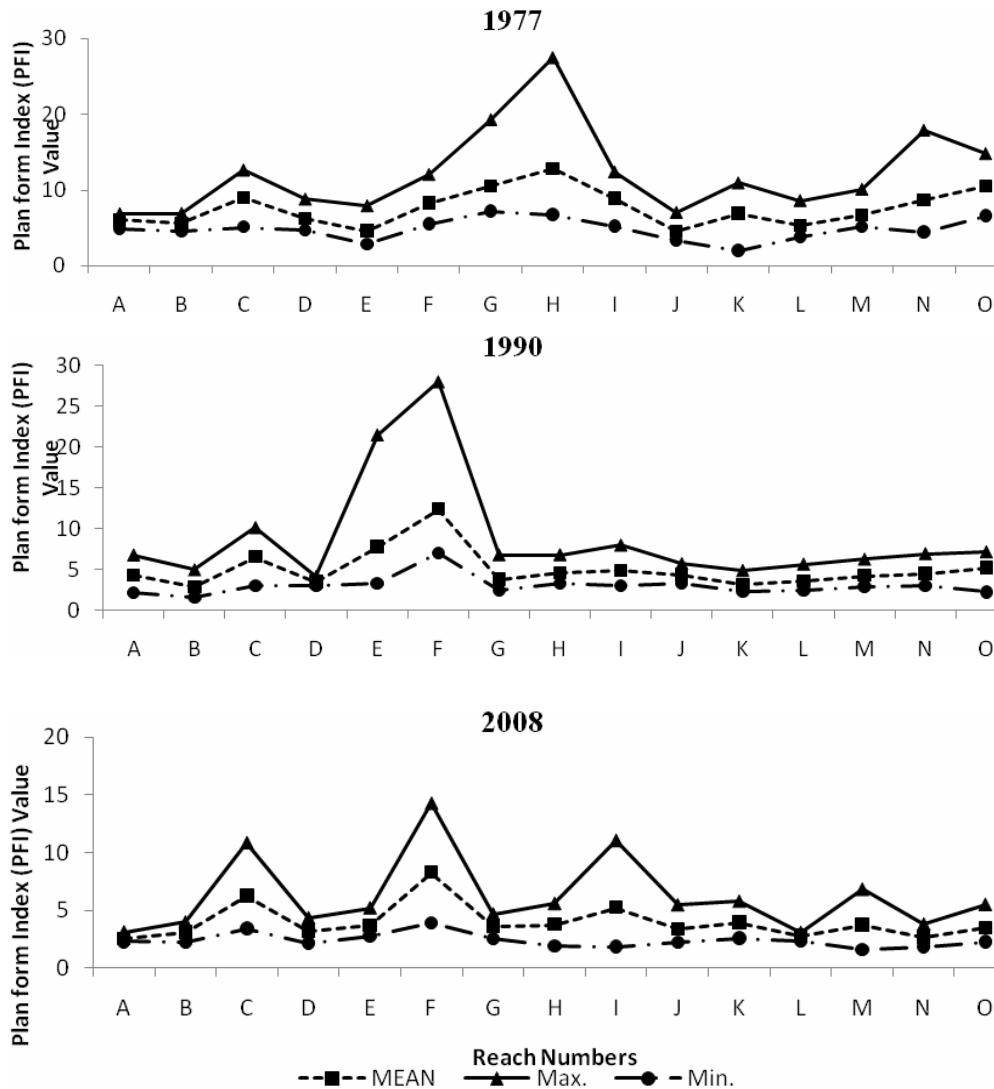 1977
Plan form Index (PFI)
Value
30
20
10
0
A B C D E F G H I J K L M N O
1990
Plan form Index (PFI)
Value
30
25
20
15
10
5
0
A B C D E F G H I J K L M N O
2008
Plan form Index (PFI) Value
20
15
10
5
0
A B C D E F G H I J K L M N O
Reach Numbers
MEAN Max. Min.